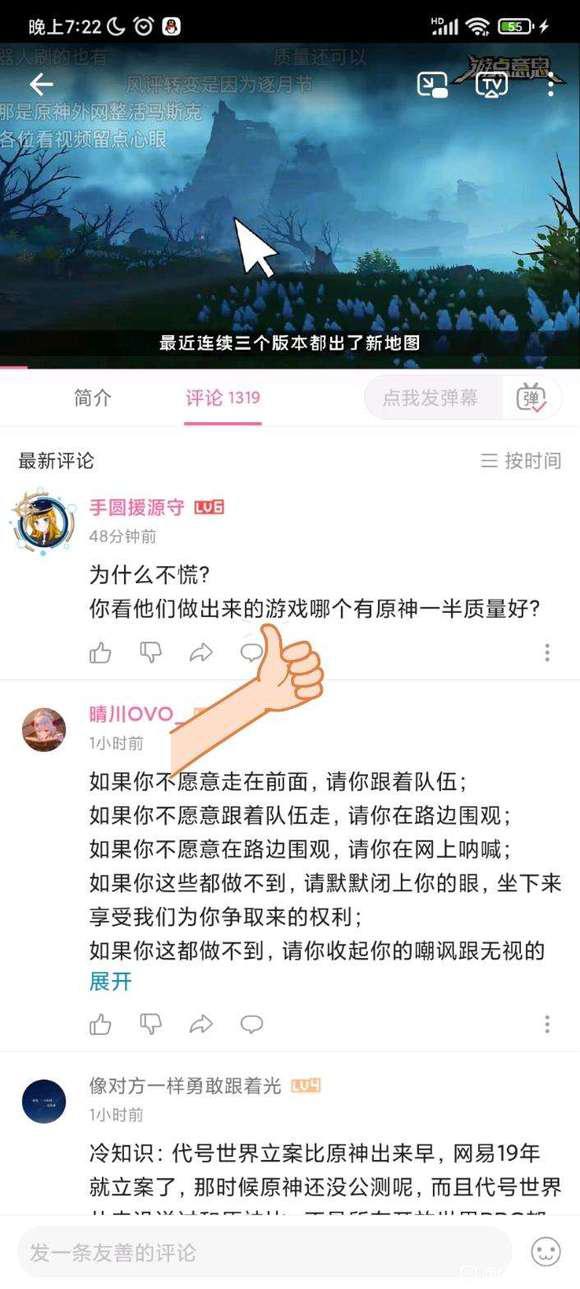 晚上7:22
HD
55
器人刷的也有
质量还可以
游点意思
风评转变是因为逐月节
TV
那是原神外网整活马斯克
各位看视频留点心眼
最近连续三个版本都出了新地图
简介
评论 1319
点我发弹幕
弹
最新评论
按时间
手圆援源守 LV6
48分钟前
为什么不慌?
你看他们做出来的游戏哪个有原神一半质量好?
晴川OVO_
1小时前
如果你不愿意走在前面,请你跟着队伍;
如果你不愿意跟着队伍走,请你在路边围观;
如果你不愿意在路边围观,请你在网上呐喊;
如果你这些都做不到,请默默闭上你的眼,坐下来
享受我们为你争取来的权利;
如果你这都做不到,请你收起你的嘲讽跟无视的
展开
像对方一样勇敢跟着光 LV4
1小时前
冷知识:代号世界立案比原神出来早,网易19年
就立案了,那时候原神还没公测呢,而且代号世界
发一条友善的评论